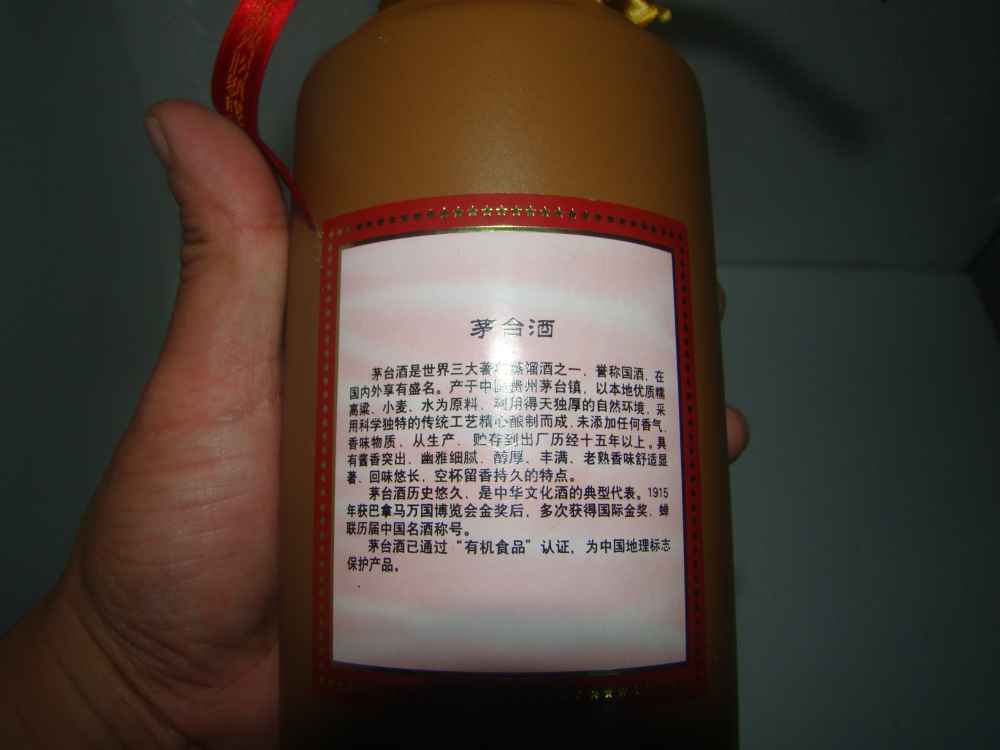 茅台酒
茅台酒是世界三大著名蒸馏酒之一，誉称国酒，在
国内外享有盛名。产于中国贵州茅台镇，以本地优质糯
高粱、小麦、水为原料，利用得天独厚的自然环境，采
用科学独特的传统工艺精心酿制而成，未添加任何香气、
香味物质，从生产、贮存到出厂历经十五年以上。具
有酱香突出、幽雅细腻、醇厚、丰满、老熟香味舒适显
著、回味悠长，空杯留香持久的特点。
茅台酒历史悠久，是中华文化酒的典型代表。1915
年获巴拿马万国博览会金奖后，多次获得国际金奖，蝉
联历届中国名酒称号。
茅台酒已通过“有机食品”认证，为中国地理标志
保护产品。